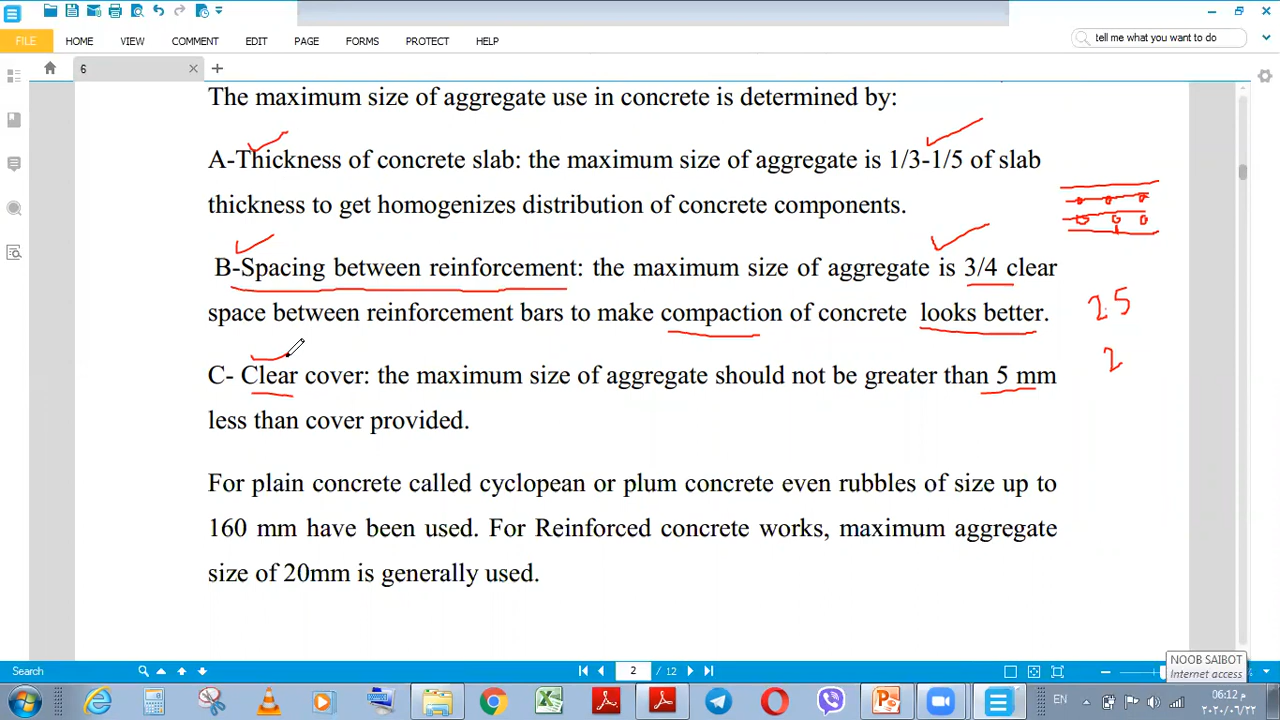 FILE HOME VIEW COMMENT EDIT PAGE FORMS PROTECT HELP tell me what you want to do
6
The maximum size of aggregate use in concrete is determined by:
A-Thickness of concrete slab: the maximum size of aggregate is 1/3-1/5 of slab
thickness to get homogenizes distribution of concrete components.
B-Spacing between reinforcement: the maximum size of aggregate is 3/4 clear
space between reinforcement bars to make compaction of concrete looks better.
25
C- Clear cover: the maximum size of aggregate should not be greater than 5 mm
2
less than cover provided.
For plain concrete called cyclopean or plum concrete even rubbles of size up to
160 mm have been used. For Reinforced concrete works, maximum aggregate
size of 20mm is generally used.
Search 2 / 12
NOOB SAIBOT
Internet access
EN
06:12 م
٢٠٢٠/٠٦/٢٢